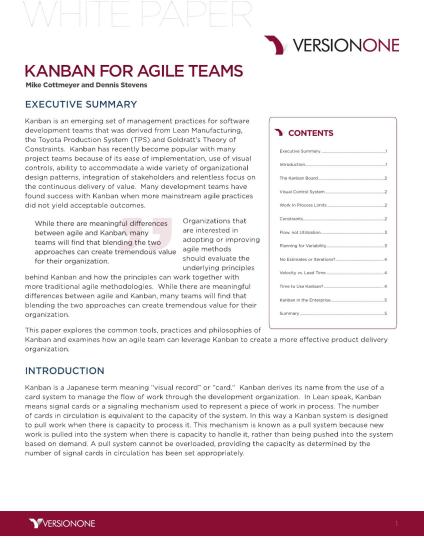 WHITE PAPER
VERSIONONE
KANBAN FOR AGILE TEAMS
Mike Cottmeyer and Dennis Stevens
EXECUTIVE SUMMARY
Kanban is an emerging set of management practices for software
development teams that was derived from Lean Manufacturing,
the Toyota Production System (TPS) and Goldratt's Theory of
Constraints. Kanban has recently become popular with many
project teams because of its ease of implementation, use of visual
controls, ability to accommodate a wide variety of organizational
design patterns, integration of stakeholders and relentless focus on
the continuous delivery of value. Many development teams have
found success with Kanban when more mainstream agile practices
did not yield acceptable outcomes.
While there are meaningful differences
between agile and Kanban, many
teams will find that blending the two
approaches can create tremendous value
for their organization.
Organizations that
are interested in
adopting or improving
agile methods
should evaluate the
underlying principles
behind Kanban and how the principles can work together with
more traditional agile methodologies. While there are meaningful
differences between agile and Kanban, many teams will find that
blending the two approaches can create tremendous value for their
organization.
CONTENTS
Executive Summary 1
Introduction 1
The Kanban Board 2
Visual Control System 2
Work In Process Limits 2
Constraints 2
Flow, not Utilization 3
Planning for Variability 3
No Estimates or Iterations? 4
Velocity vs. Lead Time 4
Time to Use Kanban? 4
Kanban in the Enterprise 5
Summary 5
This paper explores the common tools, practices and philosophies of
Kanban and examines how an agile team can leverage Kanban to create a more effective product delivery
organization.
INTRODUCTION
Kanban is a Japanese term meaning "visual record" or "card." Kanban derives its name from the use of a
card system to manage the flow of work through the development organization. In Lean speak, Kanban
means signal cards or a signaling mechanism used to represent a piece of work in process. The number
of cards in circulation is equivalent to the capacity of the system. In this way a Kanban system is designed
to pull work when there is capacity to process it. This mechanism is known as a pull system because new
work is pulled into the system when there is capacity to handle it, rather than being pushed into the system
based on demand. A pull system cannot be overloaded, providing the capacity as determined by the
number of signal cards in circulation has been set appropriately.
VERSIONONE
1